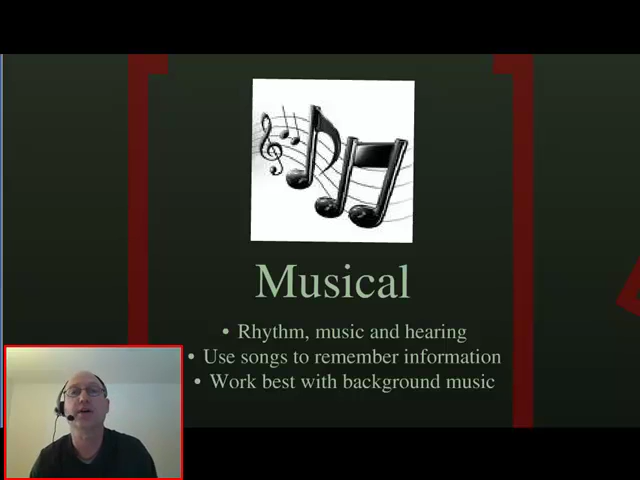 Musical
• Rhythm, music and hearing
• Use songs to remember information
• Work best with background music